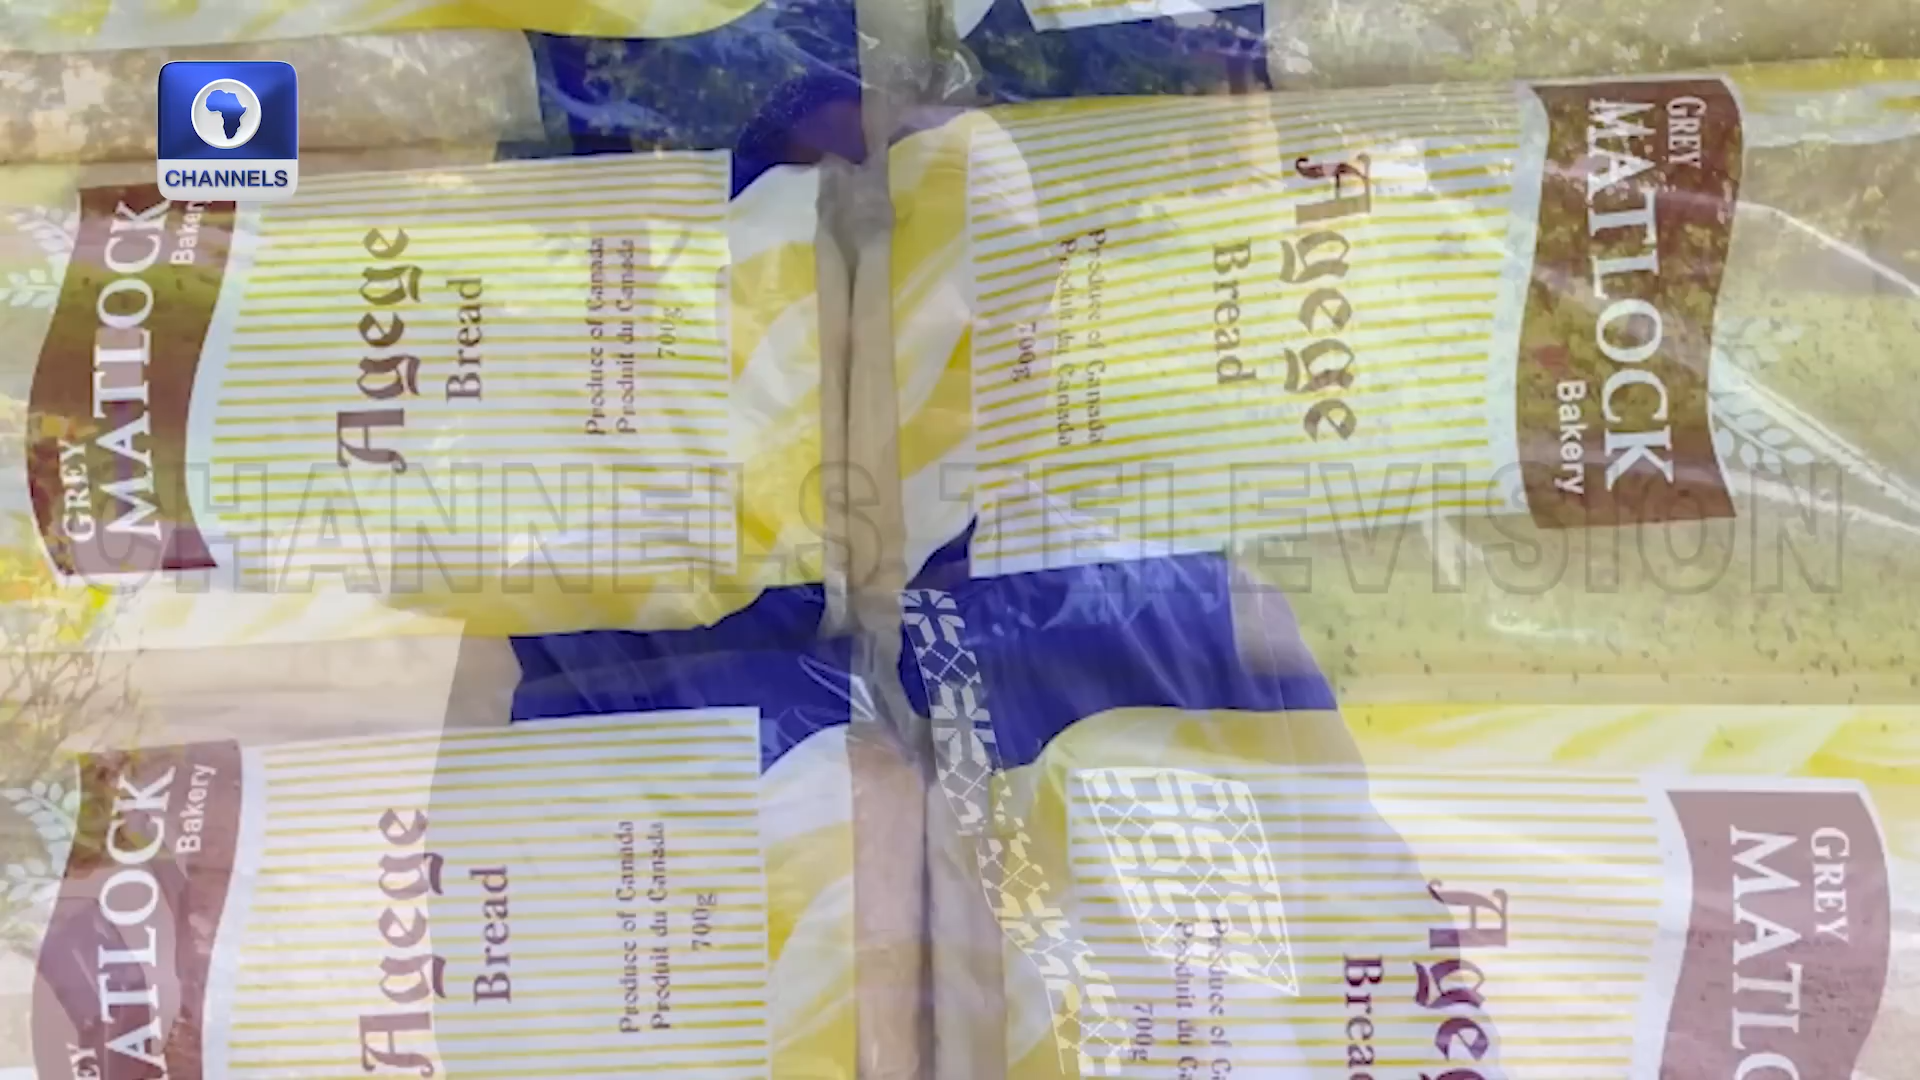 CHANNELS
GREY
MATLOCK
Bakery
Agege
Bread
Produce of Canada
Produit du Canada
700g
GREY
MATLOCK
Bakery
Agege
Bread
Produce of Canada
Produit du Canada
700g
CHANNELS TELEVISION
MATLOCK
Bakery
Agege
Bread
Produce of Canada
Produit du Canada
700g
GREY
Bread
700g